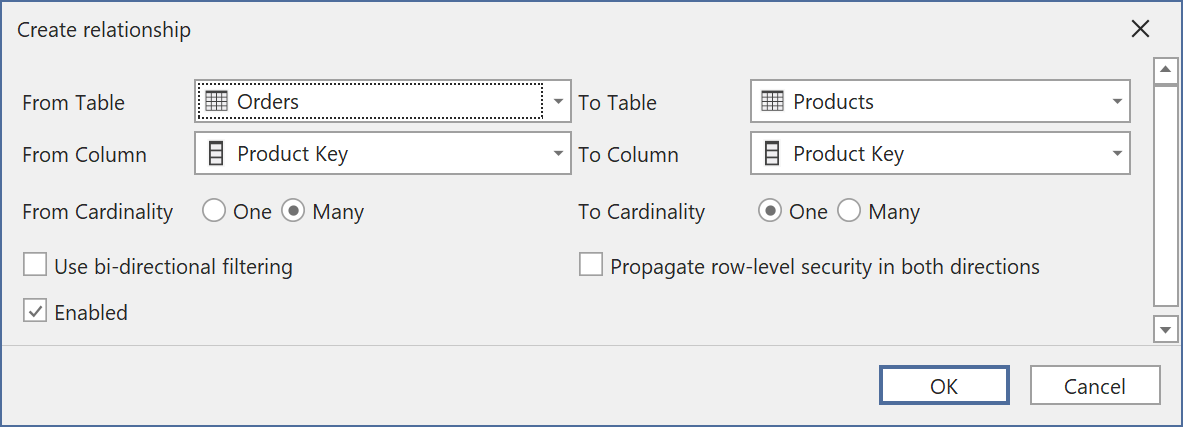 Create relationship
From Table Orders To Table Products
From Column Product Key To Column Product Key
From Cardinality One Many To Cardinality One Many
Use bi-directional filtering Propagate row-level security in both directions
Enabled
OK Cancel